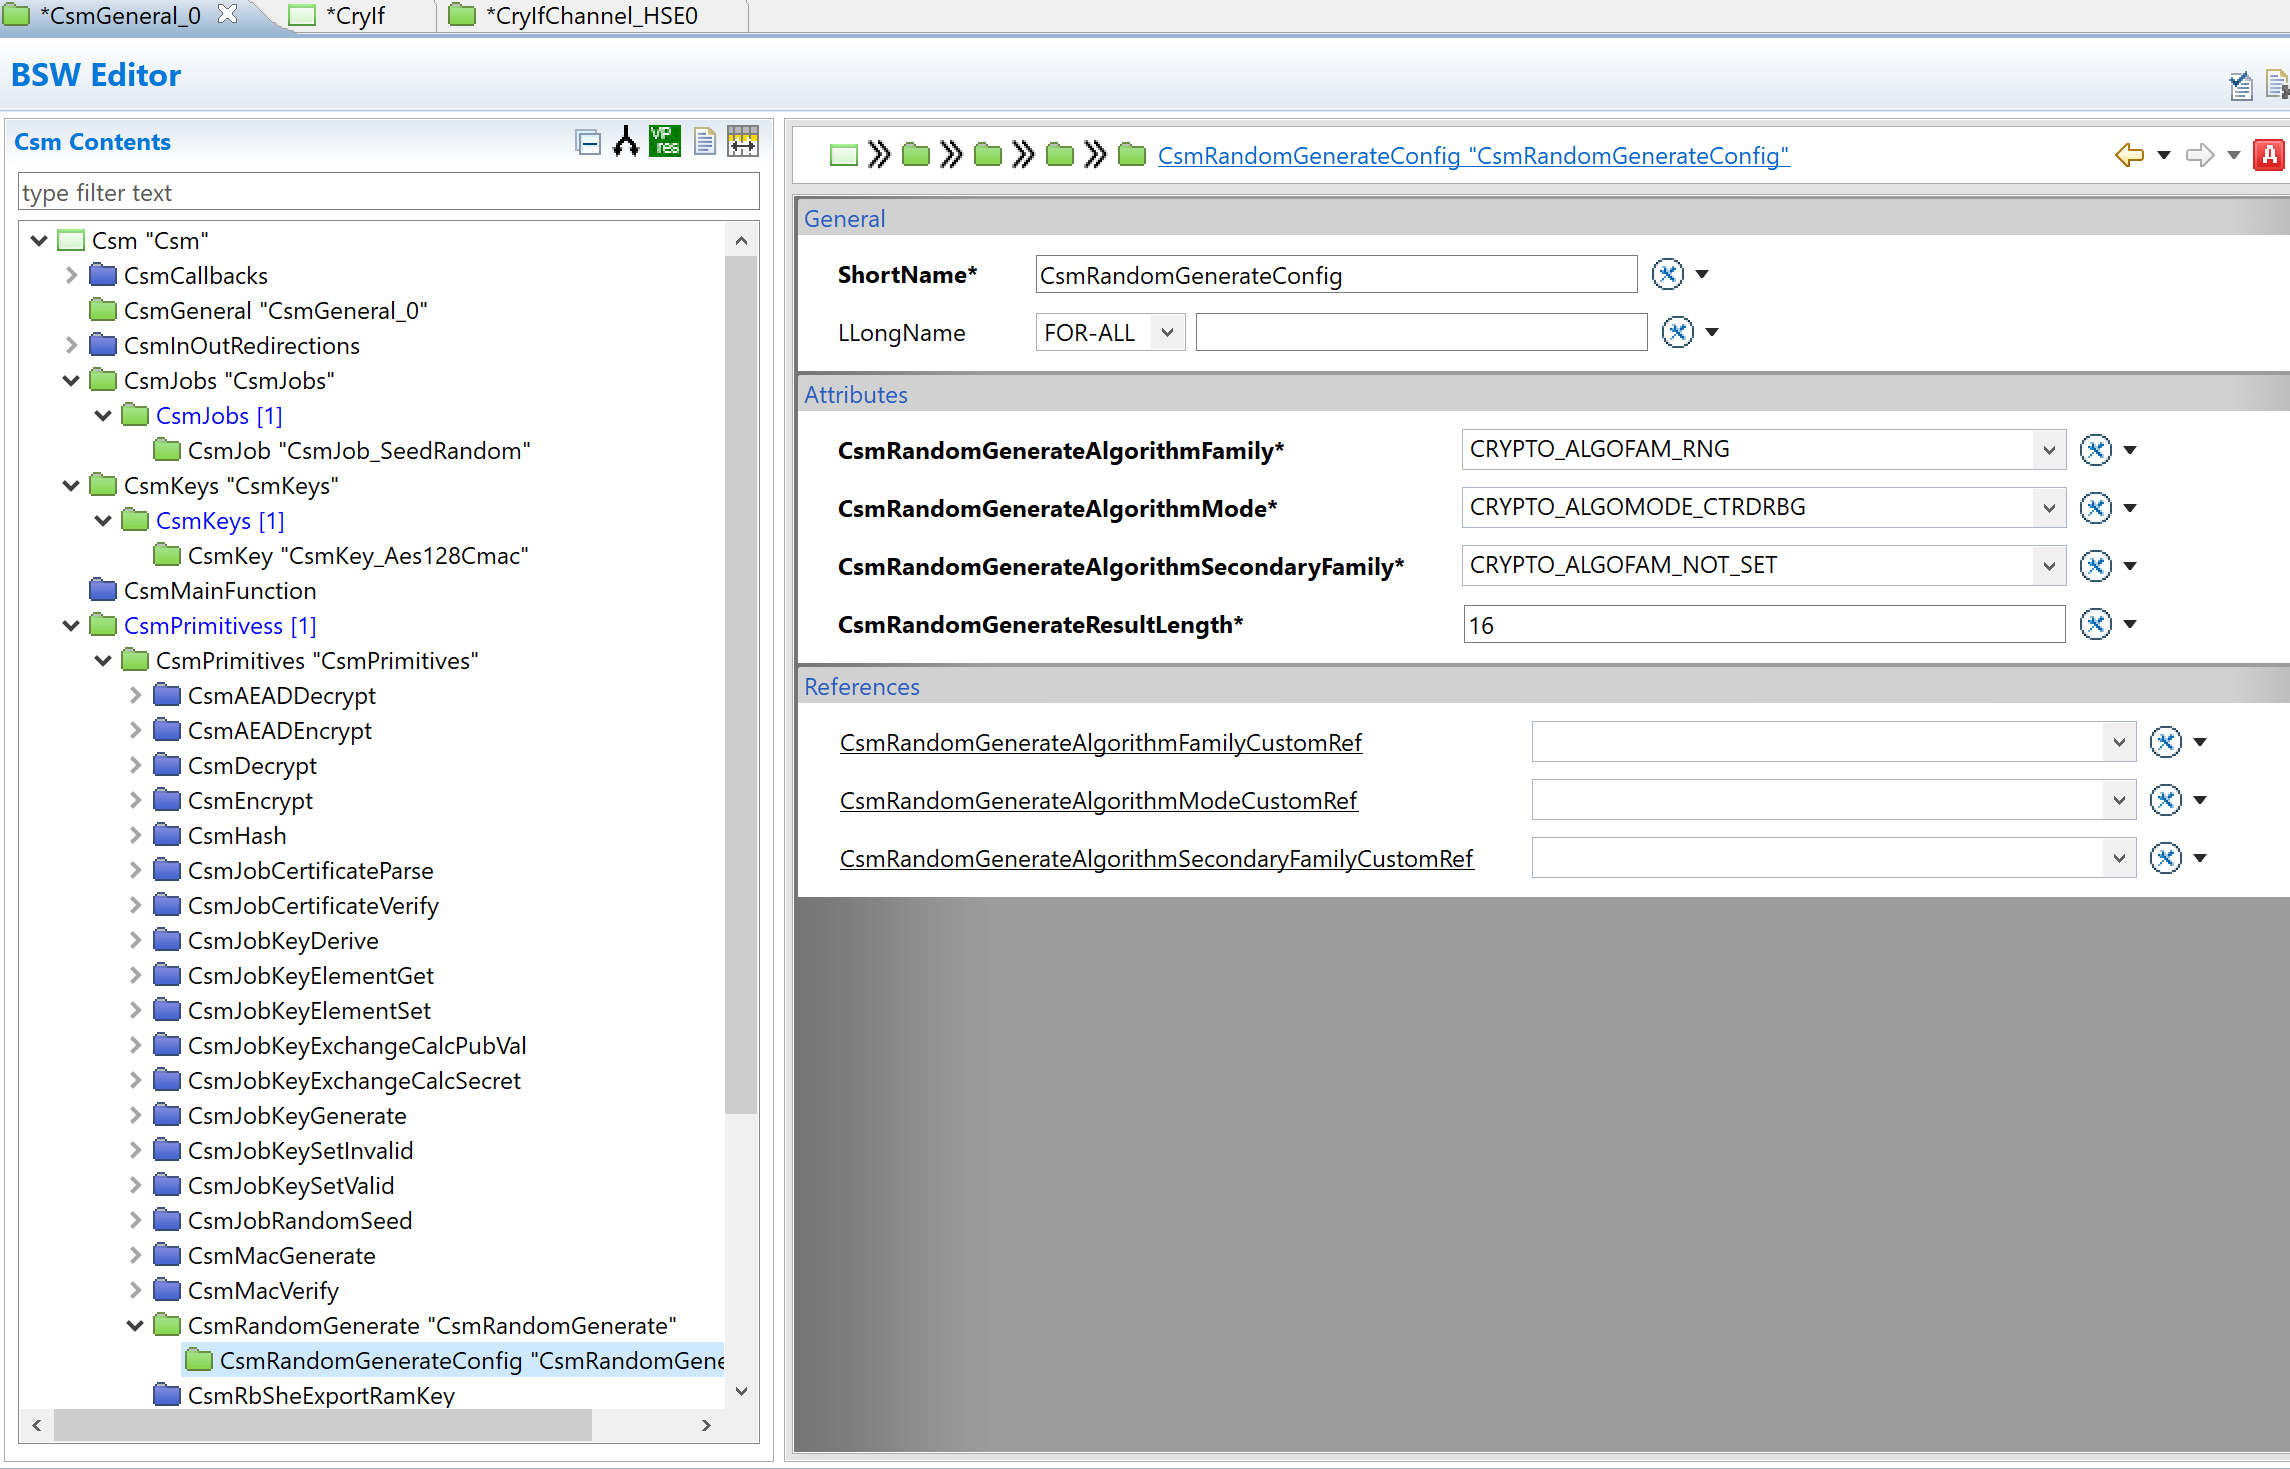 *CsmGeneral_0
*CryIf
*CryIfChannel_HSE0
BSW Editor
Csm Contents
type filter text
Csm "Csm"
CsmCallbacks
CsmGeneral "CsmGeneral_0"
CsmInOutRedirections
CsmJobs "CsmJobs"
CsmJobs [1]
CsmJob "CsmJob_SeedRandom"
CsmKeys "CsmKeys"
CsmKeys [1]
CsmKey "CsmKey_Aes128Cmac"
CsmMainFunction
CsmPrimitivess [1]
CsmPrimitives "CsmPrimitives"
CsmAEADDecrypt
CsmAEADEncrypt
CsmDecrypt
CsmEncrypt
CsmHash
CsmJobCertificateParse
CsmJobCertificateVerify
CsmJobKeyDerive
CsmJobKeyElementGet
CsmJobKeyElementSet
CsmJobKeyExchangeCalcPubVal
CsmJobKeyExchangeCalcSecret
CsmJobKeyGenerate
CsmJobKeySetInvalid
CsmJobKeySetValid
CsmJobRandomSeed
CsmMacGenerate
CsmMacVerify
CsmRandomGenerate "CsmRandomGenerate"
CsmRandomGenerateConfig "CsmRandomGene
CsmRbSheExportRamKey
VP res
CsmRandomGenerateConfig "CsmRandomGenerateConfig"
A
General
ShortName* CsmRandomGenerateConfig
LLongName FOR-ALL
Attributes
CsmRandomGenerateAlgorithmFamily* CRYPTO_ALGOFAM_RNG
CsmRandomGenerateAlgorithmMode* CRYPTO_ALGOMODE_CTRDRBG
CsmRandomGenerateAlgorithmSecondaryFamily* CRYPTO_ALGOFAM_NOT_SET
CsmRandomGenerateResultLength* 16
References
CsmRandomGenerateAlgorithmFamilyCustomRef
CsmRandomGenerateAlgorithmModeCustomRef
CsmRandomGenerateAlgorithmSecondaryFamilyCustomRef